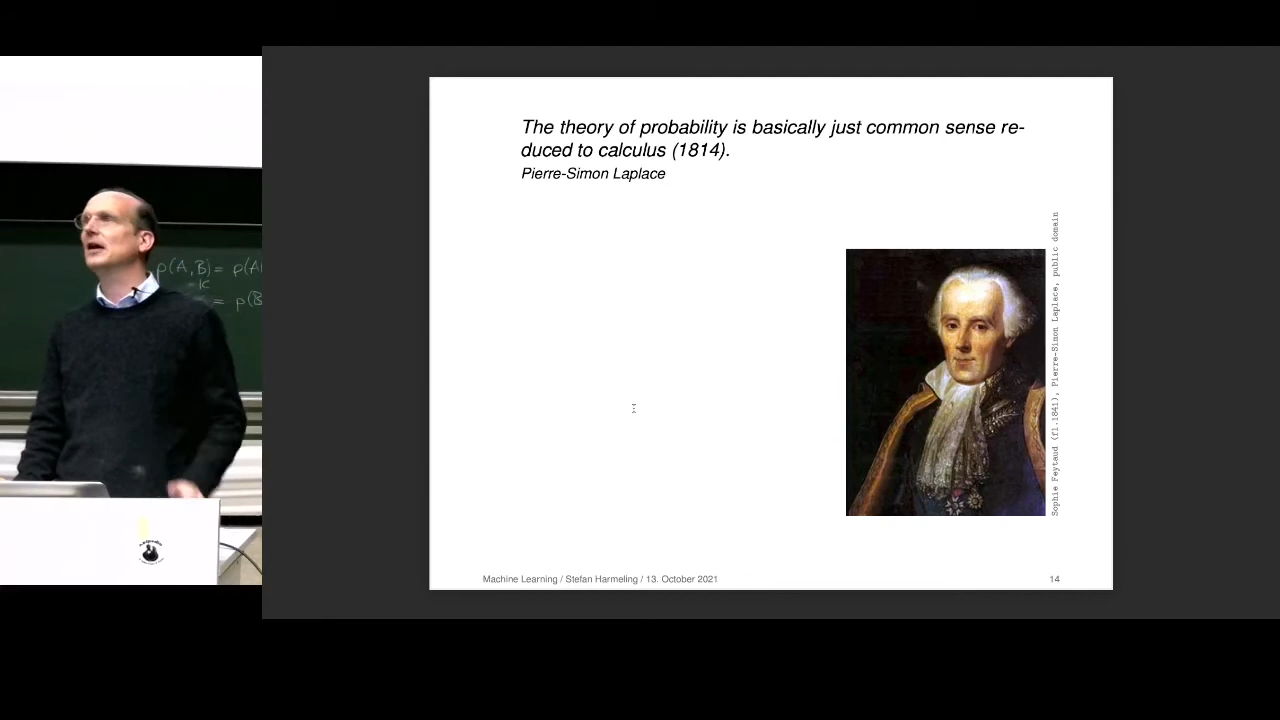 The theory of probability is basically just common sense re-
duced to calculus (1814).
Pierre-Simon Laplace
Sophie Feytaud (fl.1841), Pierre-Simon Laplace, public domain
p(A,B)= p(A
= p(B
Machine Learning / Stefan Harmeling / 13. October 2021
14